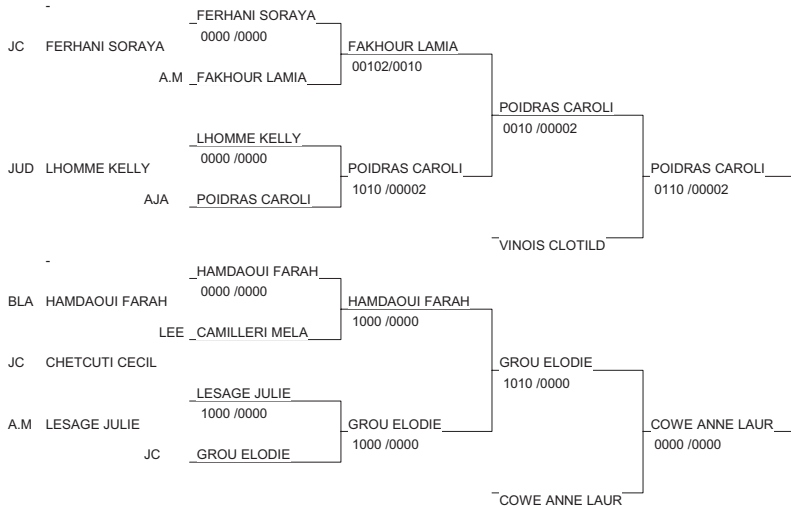 -
FERHANI SORAYA
0000 /0000
JC FERHANI SORAYA
FAKHOUR LAMIA
00102/0010
A.M FAKHOUR LAMIA
POIDRAS CAROLI
0010 /00002
LHOMME KELLY
0000 /0000
JUD LHOMME KELLY
POIDRAS CAROLI
1010 /00002
POIDRAS CAROLI
0110 /00002
AJA POIDRAS CAROLI
VINOIS CLOTILD
-
HAMDAOUI FARAH
0000 /0000
BLA HAMDAOUI FARAH
HAMDAOUI FARAH
1000 /0000
LEE CAMILLERI MELA
JC CHETCUTI CECIL
GROU ELODIE
1010 /0000
LESAGE JULIE
1000 /0000
A.M LESAGE JULIE
GROU ELODIE
1000 /0000
COWE ANNE LAUR
0000 /0000
JC GROU ELODIE
COWE ANNE LAUR